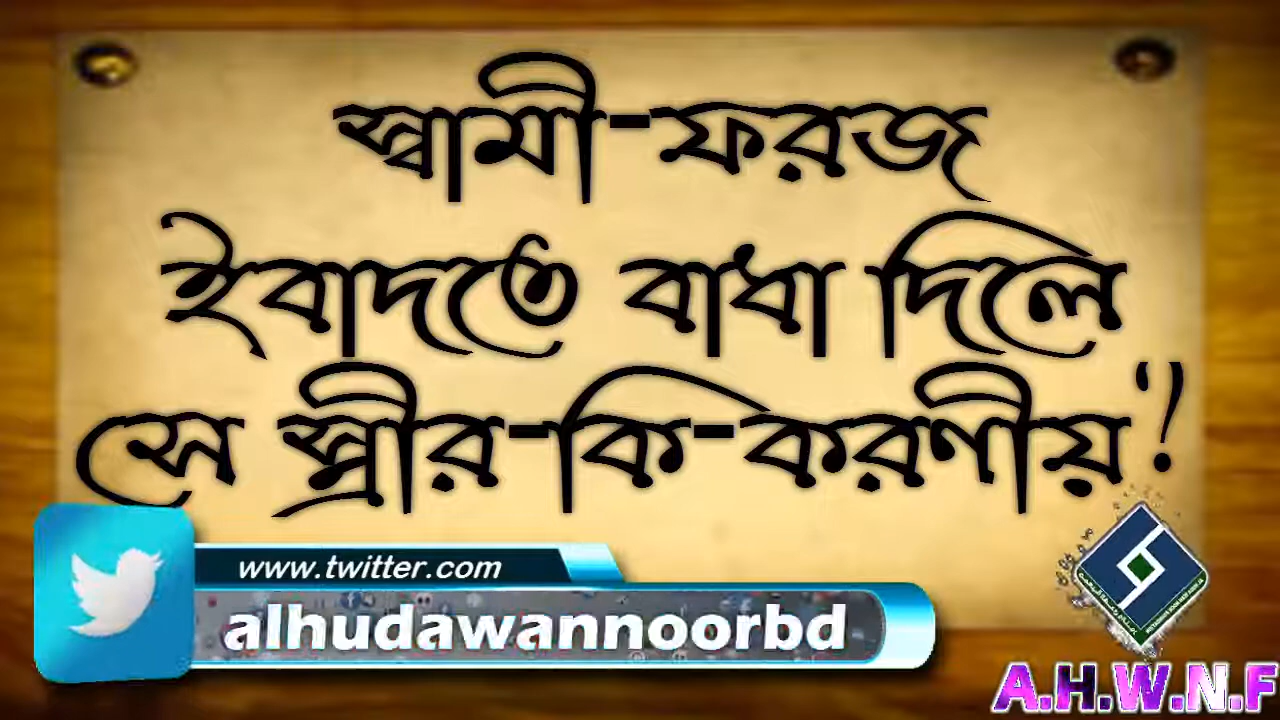 স্বামী-ফরজ
ইবাদতে বাধা দিলে
সে স্ত্রীর-কি-করণীয়?!
www.twitter.com
alhudawannoorbd
A.H.W.N.F